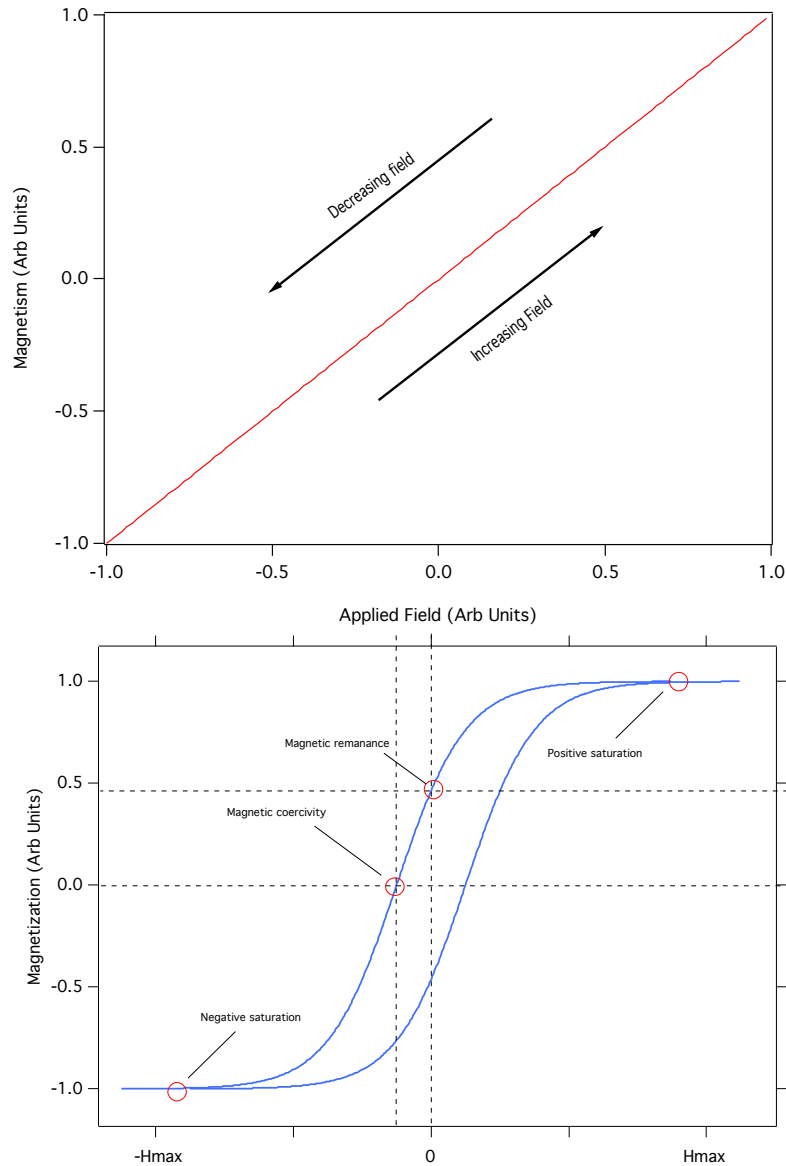 1.0
0.5
0.0
-0.5
-1.0
Magnetism (Arb Units)
Decreasing field
Increasing Field
-1.0
-0.5
0.0
0.5
1.0
Applied Field (Arb Units)
1.0
0.5
0.0
-0.5
-1.0
Magnetization (Arb Units)
Magnetic remanance
Positive saturation
Magnetic coercivity
Negative saturation
-Hmax
0
Hmax